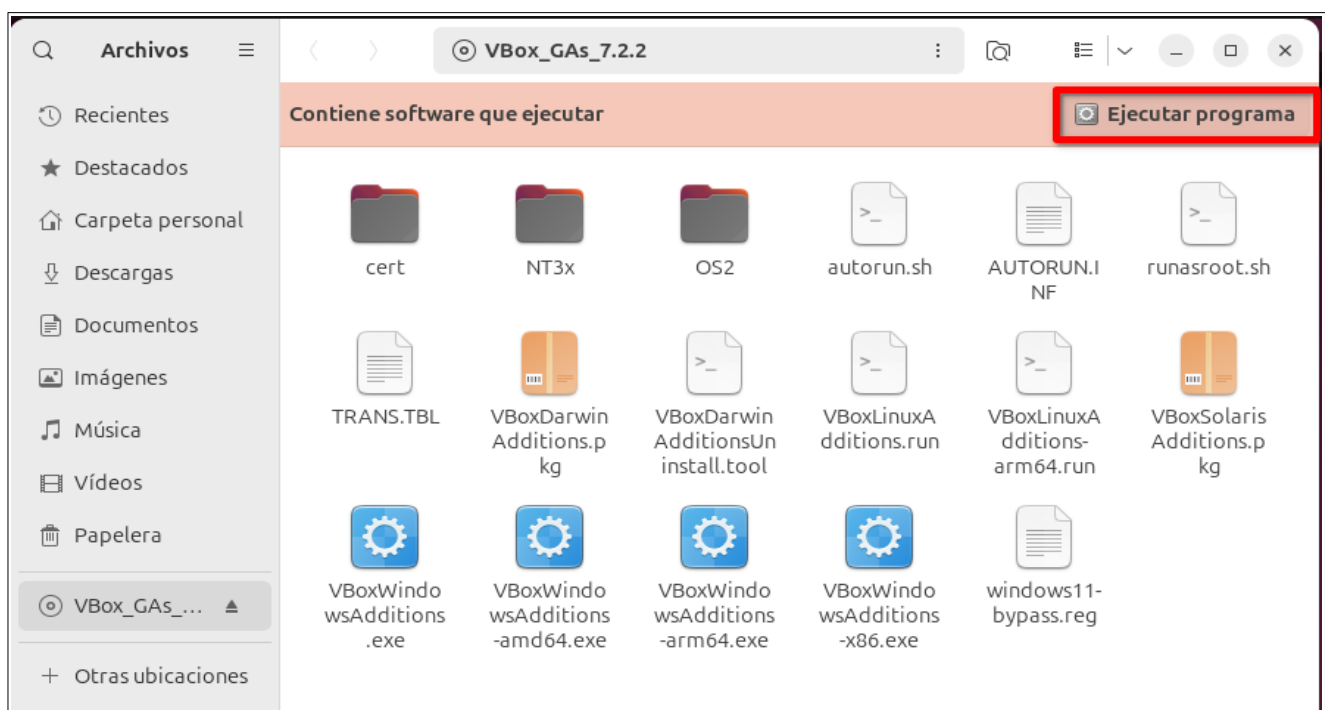 Archivos
VBox_GAs_7.2.2
Recientes
Destacados
Carpeta personal
Descargas
Documentos
Imágenes
Música
Vídeos
Papelera
VBox_GAs_...
+ Otras ubicaciones
Contiene software que ejecutar
Ejecutar programa
cert
NT3x
OS2
autorun.sh
AUTORUN.I
NF
runasroot.sh
TRANS.TBL
VBoxDarwin
Additions.p
kg
VBoxDarwin
AdditionsUn
install.tool
VBoxLinuxA
dditions.run
VBoxLinuxA
dditions-
arm64.run
VBoxSolaris
Additions.p
kg
VBoxWindo
wsAdditions
.exe
VBoxWindo
wsAdditions
-amd64.exe
VBoxWindo
wsAdditions
-arm64.exe
VBoxWindo
wsAdditions
-x86.exe
windows11-
bypass.reg